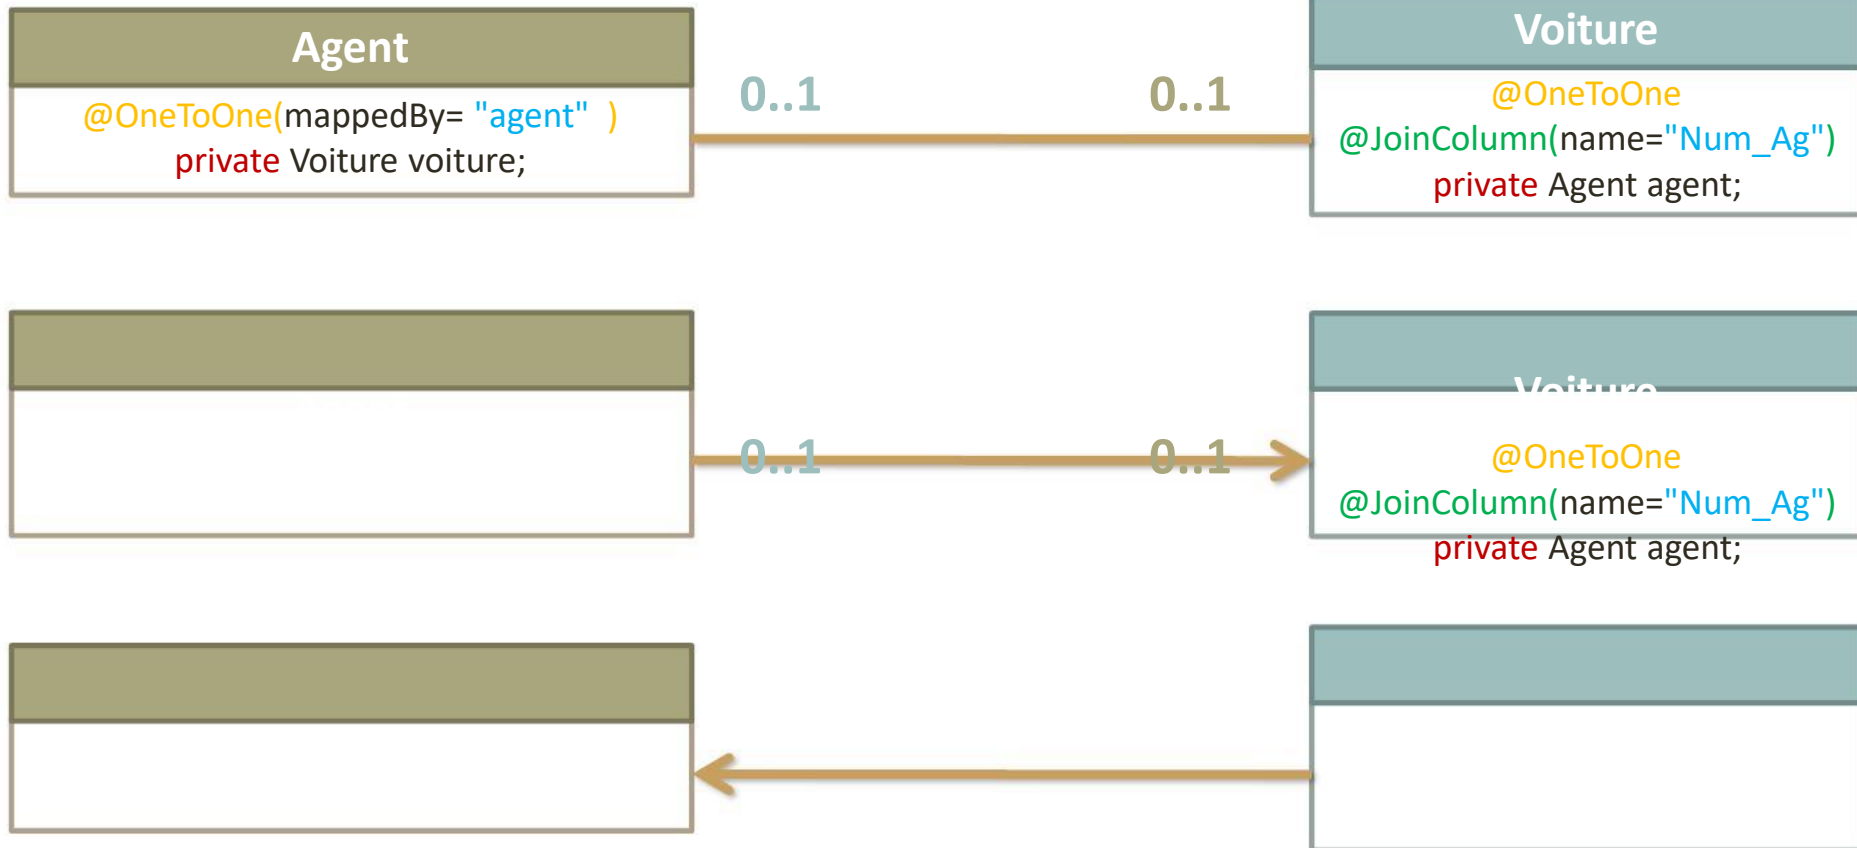 Agent
@OneToOne(mappedBy= "agent" )
private Voiture voiture;
0..1
0..1
Voiture
@OneToOne
@JoinColumn(name="Num_Ag")
private Agent agent;
0..1
0..1
Voiture
@OneToOne
@JoinColumn(name="Num_Ag")
private Agent agent;